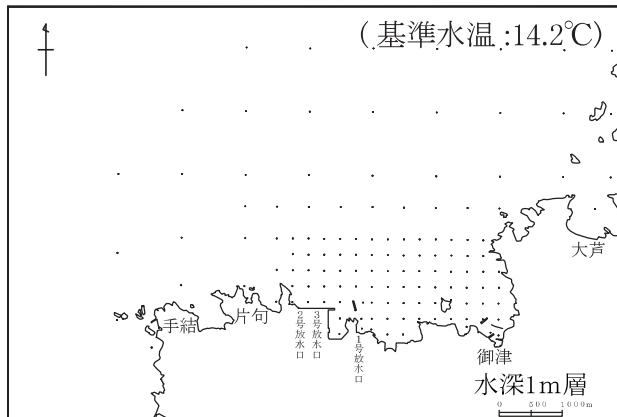 (基準水温:14.2℃)
大芦
手結
片句
2号放水口
3号放水口
1号放水口
御津
水深1m層
0 500 1000m